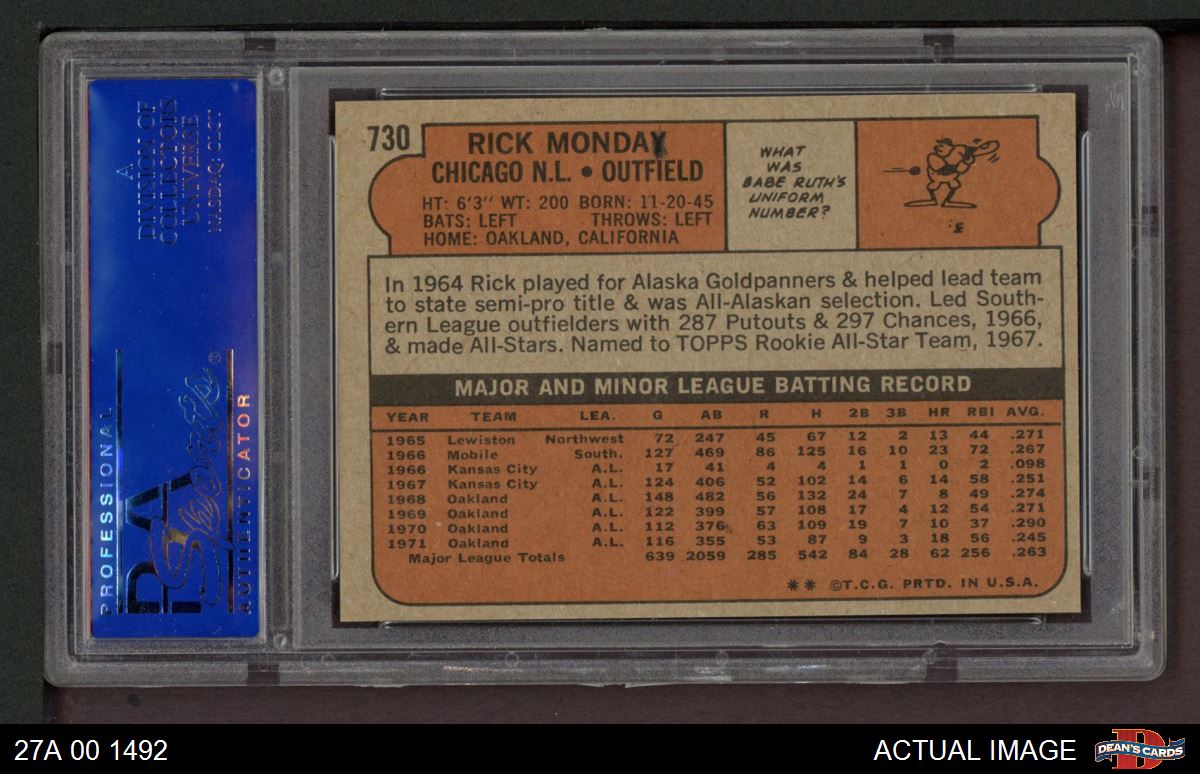 A
DIVISION OF
COLLECTORS
UNIVERSE
NASDAQ: CLCT
PROFESSIONAL
PSA
Sports
®
AUTHENTICATOR
730
RICK MONDAY
CHICAGO N.L. • OUTFIELD
HT: 6'3" WT: 200 BORN: 11-20-45
BATS: LEFT THROWS: LEFT
HOME: OAKLAND, CALIFORNIA
WHAT
WAS
BABE RUTH'S
UNIFORM
NUMBER?
3
In 1964 Rick played for Alaska Goldpanners & helped lead team
to state semi-pro title & was All-Alaskan selection. Led South-
ern League outfielders with 287 Putouts & 297 Chances, 1966,
& made All-Stars. Named to TOPPS Rookie All-Star Team, 1967.
MAJOR AND MINOR LEAGUE BATTING RECORD
YEAR TEAM LEA. G AB R H 2B 3B HR RBI AVG.
1965 Lewiston Northwest 72 247 45 67 12 2 13 44 .271
1966 Mobile South. 127 469 86 125 16 10 23 72 .267
1966 Kansas City A.L. 17 41 4 4 1 1 0 2 .098
1967 Kansas City A.L. 124 406 52 102 14 6 14 58 .251
1968 Oakland A.L. 148 482 56 132 24 7 8 49 .274
1969 Oakland A.L. 122 399 57 108 17 4 12 54 .271
1970 Oakland A.L. 112 376 63 109 19 7 10 37 .290
1971 Oakland A.L. 116 355 53 87 9 3 18 56 .245
Major League Totals 639 2059 285 542 84 28 62 256 .263
** ©T.C.G. PRTD. IN U.S.A.
27A 00 1492
ACTUAL IMAGE
DEAN'S CARDS